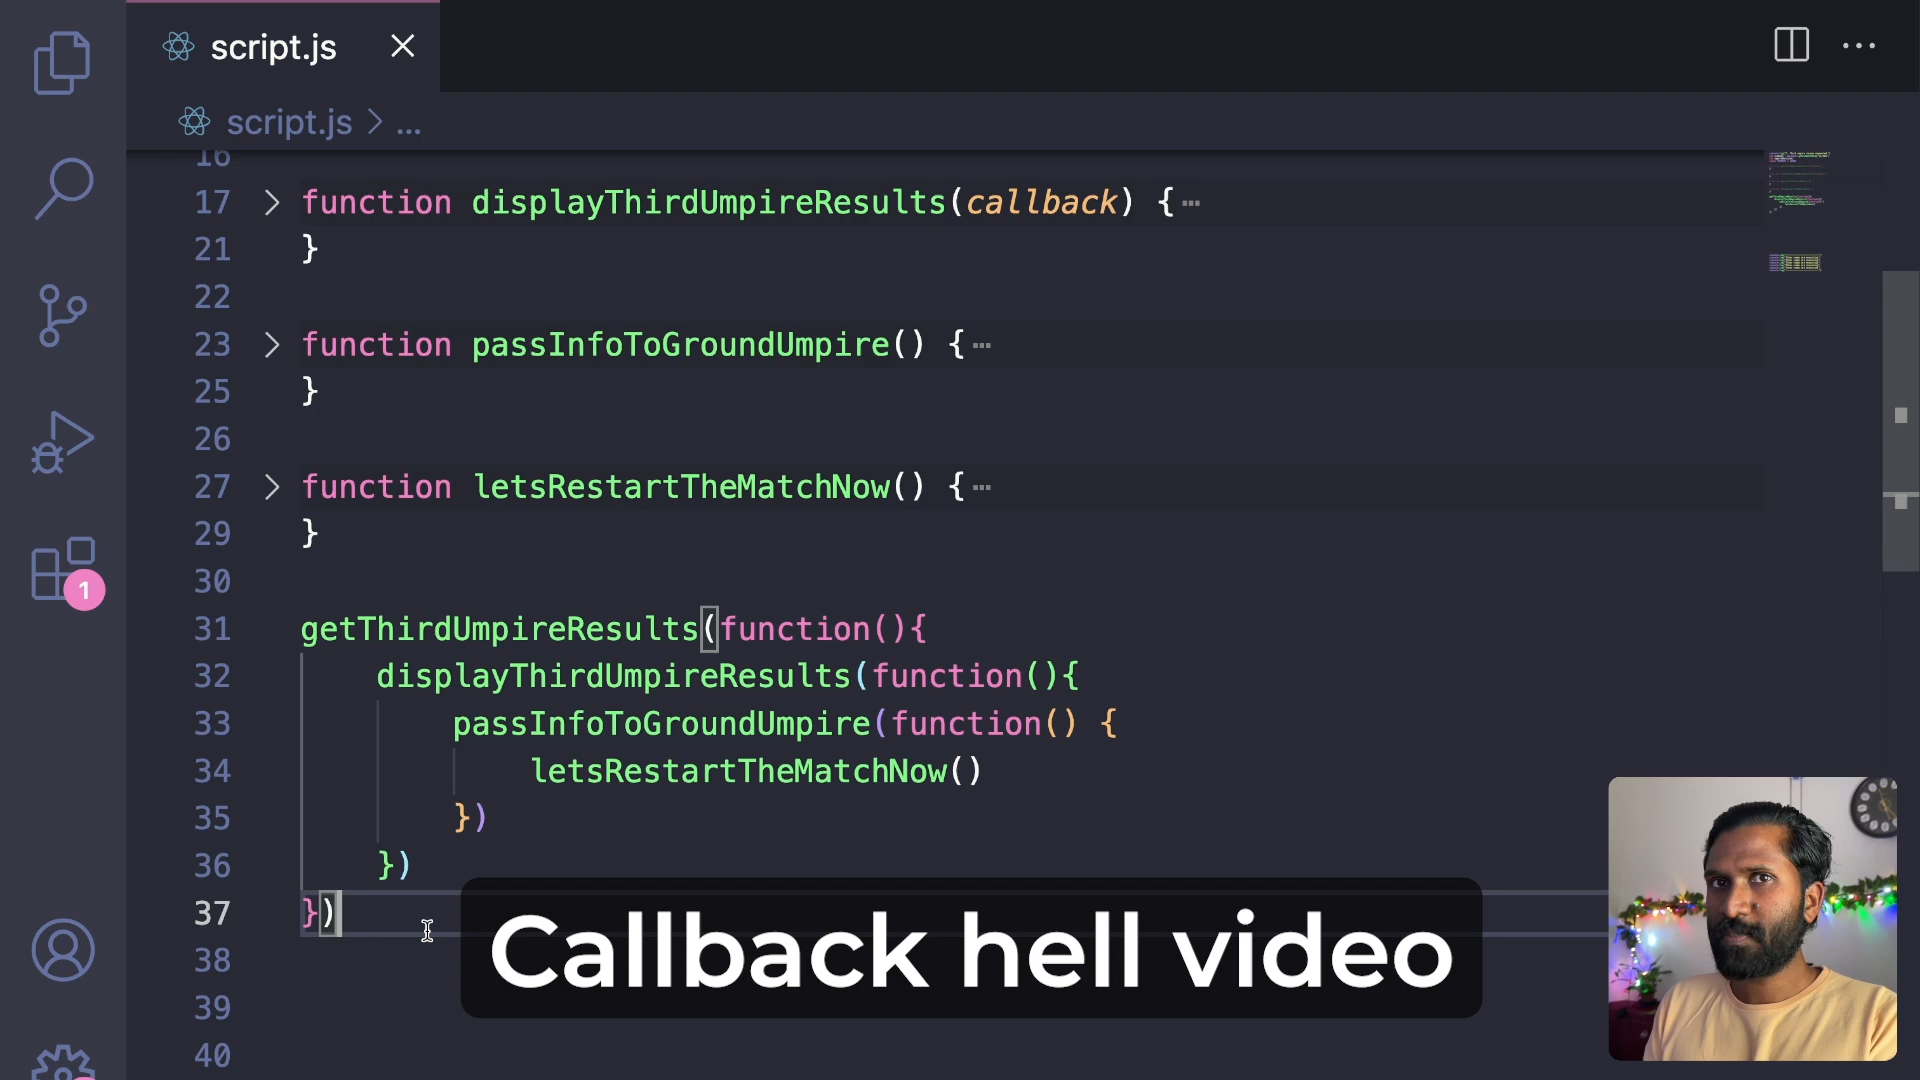 script.js
script.js > ...
16
17 > function displayThirdUmpireResults(callback) {⋯
21 }
22
23 > function passInfoToGroundUmpire() {⋯
25 }
26
27 > function letsRestartTheMatchNow() {⋯
29 }
30
31 getThirdUmpireResults(function(){
32 displayThirdUmpireResults(function(){
33 passInfoToGroundUmpire(function() {
34 letsRestartTheMatchNow()
35 })
36 })
37 })
38
39
40
1
Callback hell video